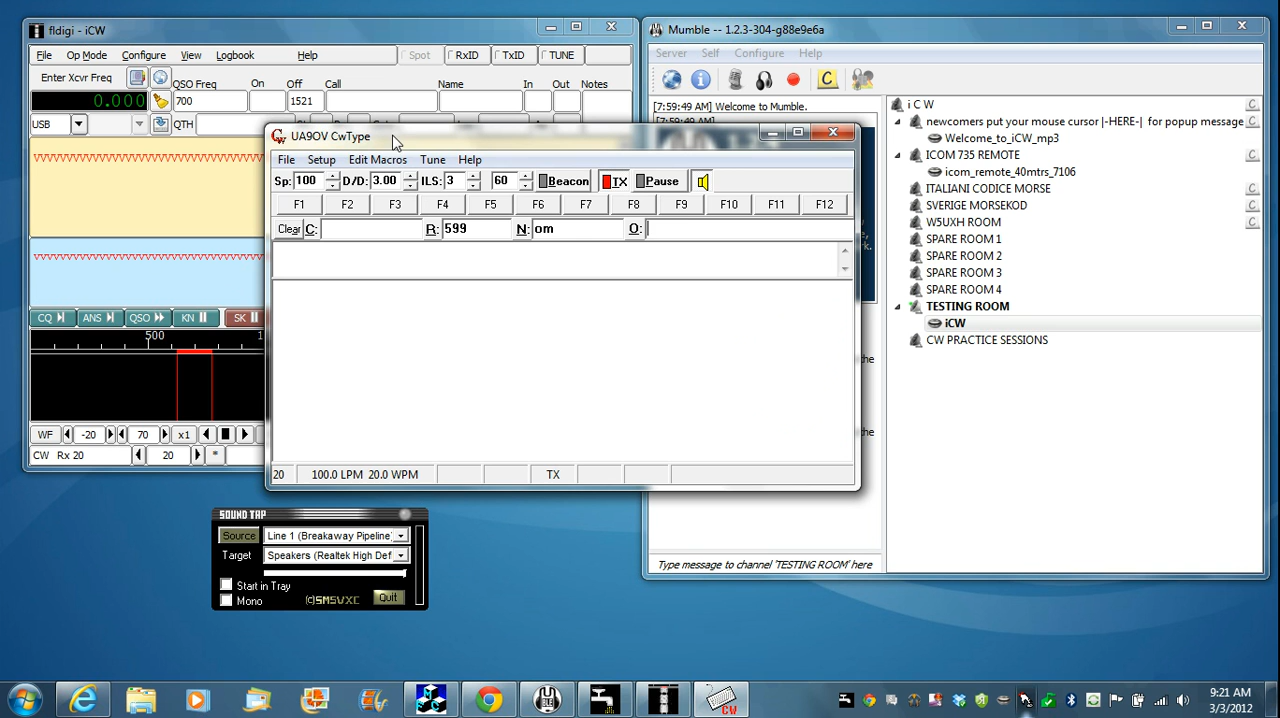 fldigi - iCW
File Op Mode Configure View Logbook Help Spot RxID TxID TUNE
Enter Xcvr Freq QSO Freq On Off Call Name In Out Notes
0.000 700 1521
USB QTH
CQ ANS QSO KN SK
500
WF -20 70 x1
CW Rx 20 20 *
UA9OV CwType
File Setup Edit Macros Tune Help
Sp: 100 D/D: 3.00 ILS: 3 60 Beacon TX Pause
F1 F2 F3 F4 F5 F6 F7 F8 F9 F10 F11 F12
Clear C: R: 599 N: om O:
20 100.0 LPM 20.0 WPM TX
Mumble -- 1.2.3-304-g88e9e6a
Server Self Configure Help
[7:59:49 AM] Welcome to Mumble.
the
the
Type message to channel 'TESTING ROOM' here
i C W
newcomers put your mouse cursor |-HERE-| for popup message
Welcome_to_iCW_mp3
ICOM 735 REMOTE
icom_remote_40mtrs_7106
ITALIANO CODICE MORSE
SVERIGE MORSEKOD
W5UXH ROOM
SPARE ROOM 1
SPARE ROOM 2
SPARE ROOM 3
SPARE ROOM 4
TESTING ROOM
iCW
CW PRACTICE SESSIONS
SOUND TAP
Source Line 1 (Breakaway Pipeline)
Target Speakers (Realtek High Def
Start in Tray
Mono (c)SM5VXC Quit
CW
9:21 AM
3/3/2012